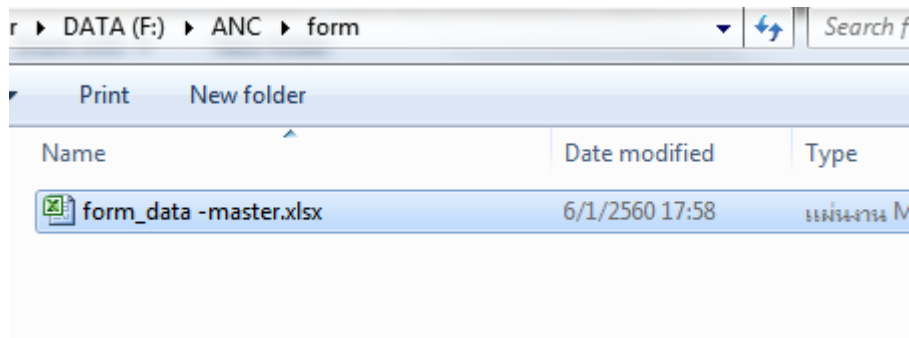 r ▸ DATA (F:) ▸ ANC ▸ form Search f
Print New folder
Name Date modified Type
form_data -master.xlsx 6/1/2560 17:58 แผ่นงาน M